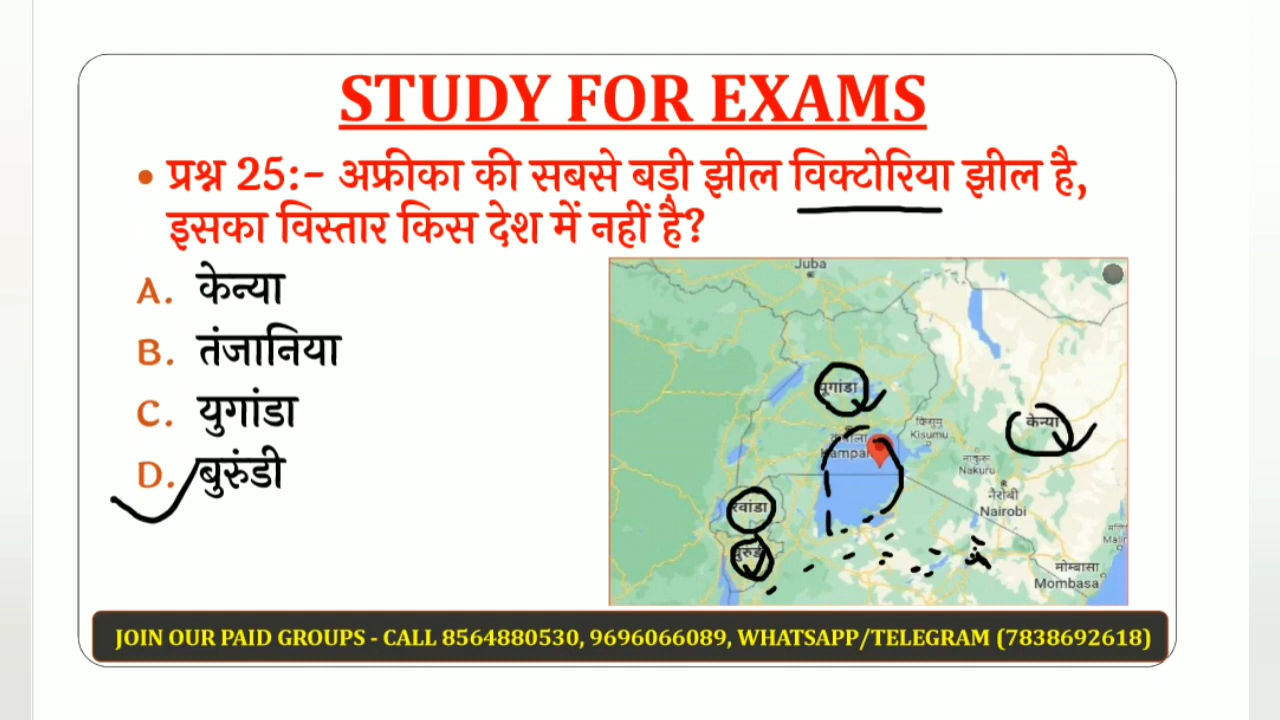 STUDY FOR EXAMS
• प्रश्न 25:– अफ्रीका की सबसे बड़ी झील विक्टोरिया झील है,
इसका विस्तार किस देश में नहीं है?
A. केन्या
B. तंजानिया
C. युगांडा
D. बुरुंडी
Juba
यूगांडा
केन्या
किसुमु
Kisumu
नाकुरू
Nakuru
नैरोबी
Nairobi
रवांडा
मोम्बासा
Mombasa
JOIN OUR PAID GROUPS - CALL 8564880530, 9696066089, WHATSAPP/TELEGRAM (7838692618)